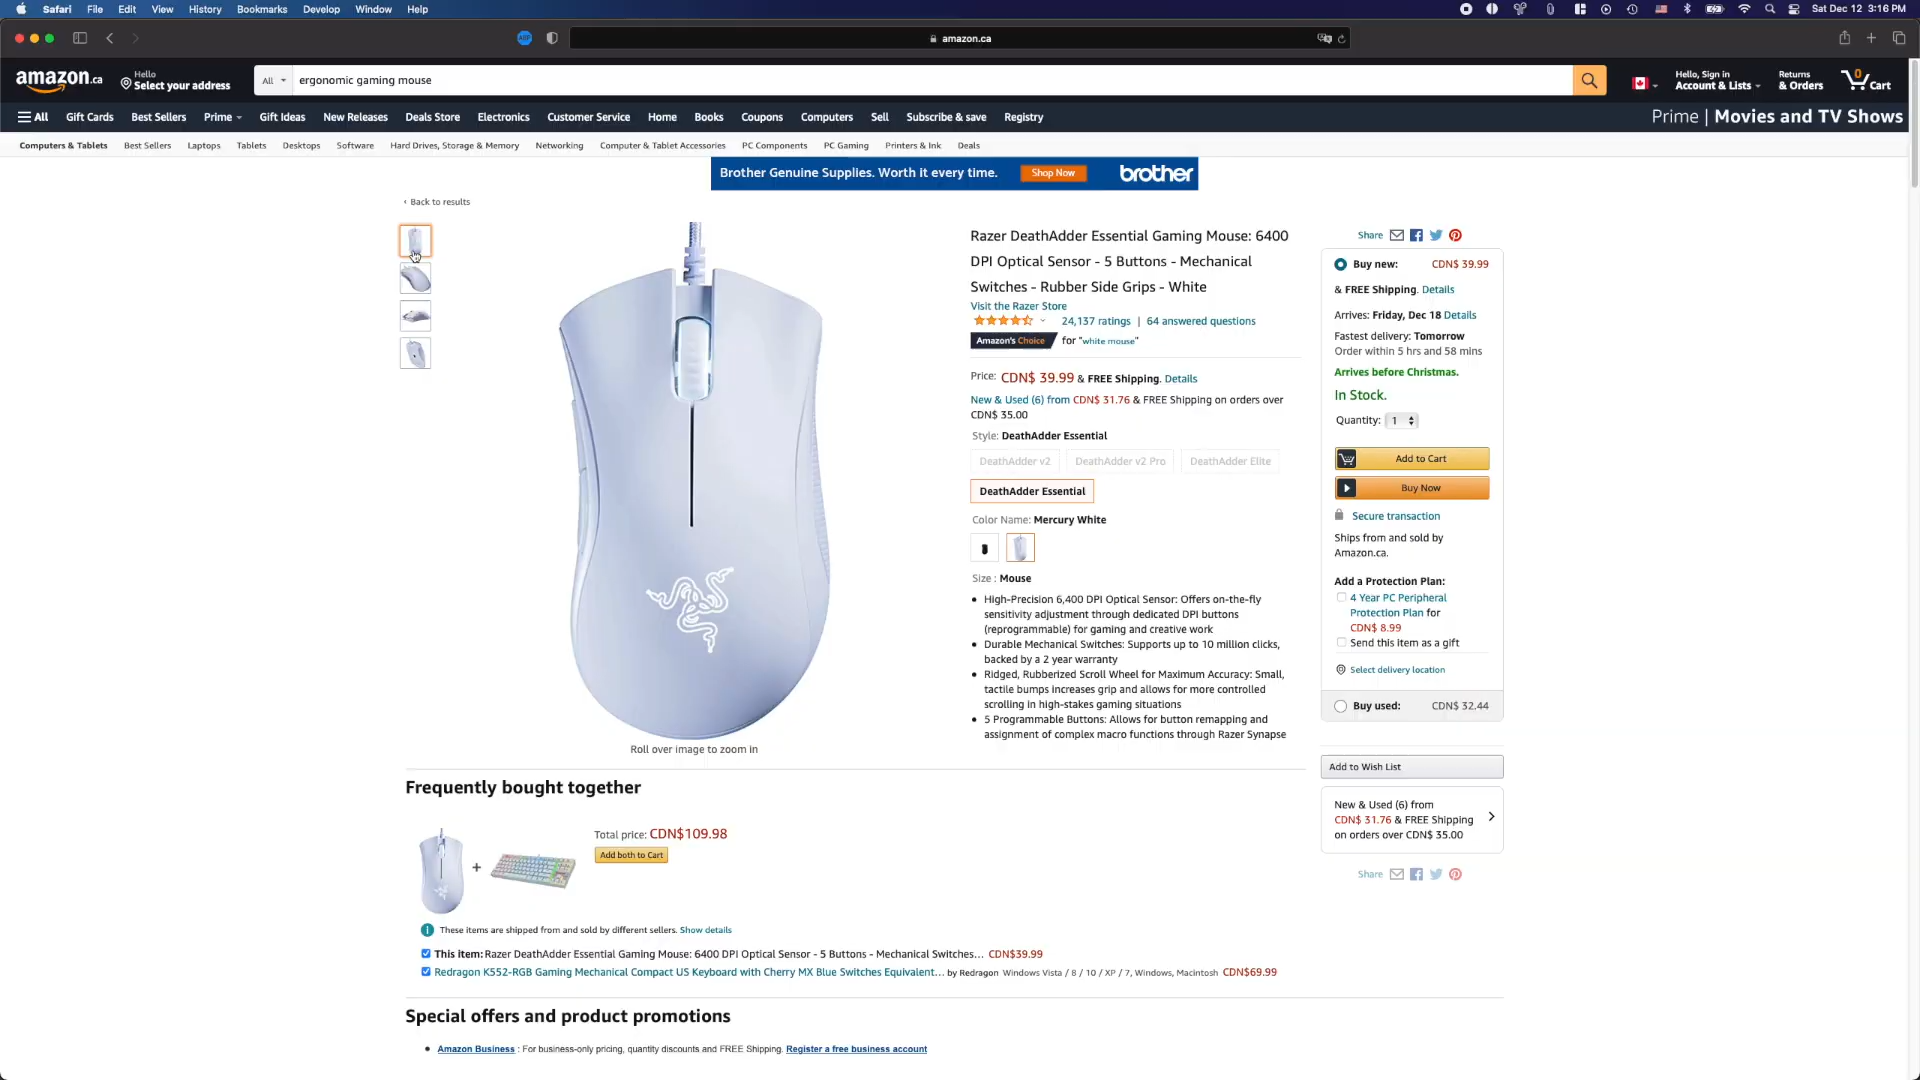 Safari File Edit View History Bookmarks Develop Window Help
Sat Dec 12 3:16 PM
ABP
amazon.ca
amazon.ca
Hello
Select your address
All
ergonomic gaming mouse
Hello, Sign in
Account & Lists
Returns
& Orders
0
Cart
All Gift Cards Best Sellers Prime Gift Ideas New Releases Deals Store Electronics Customer Service Home Books Coupons Computers Sell Subscribe & save Registry
Prime | Movies and TV Shows
Computers & Tablets Best Sellers Laptops Tablets Desktops Software Hard Drives, Storage & Memory Networking Computer & Tablet Accessories PC Components PC Gaming Printers & Ink Deals
Brother Genuine Supplies. Worth it every time. Shop Now brother
‹ Back to results
Roll over image to zoom in
Razer DeathAdder Essential Gaming Mouse: 6400
DPI Optical Sensor - 5 Buttons - Mechanical
Switches - Rubber Side Grips - White
Visit the Razer Store
24,137 ratings | 64 answered questions
Amazon's Choice for "white mouse"
Price: CDN$ 39.99 & FREE Shipping. Details
New & Used (6) from CDN$ 31.76 & FREE Shipping on orders over
CDN$ 35.00
Style: DeathAdder Essential
DeathAdder v2 DeathAdder v2 Pro DeathAdder Elite
DeathAdder Essential
Color Name: Mercury White
Size : Mouse
• High-Precision 6,400 DPI Optical Sensor: Offers on-the-fly
sensitivity adjustment through dedicated DPI buttons
(reprogrammable) for gaming and creative work
• Durable Mechanical Switches: Supports up to 10 million clicks,
backed by a 2 year warranty
• Ridged, Rubberized Scroll Wheel for Maximum Accuracy: Small,
tactile bumps increases grip and allows for more controlled
scrolling in high-stakes gaming situations
• 5 Programmable Buttons: Allows for button remapping and
assignment of complex macro functions through Razer Synapse
Share
Buy new: CDN$ 39.99
& FREE Shipping. Details
Arrives: Friday, Dec 18 Details
Fastest delivery: Tomorrow
Order within 5 hrs and 58 mins
Arrives before Christmas.
In Stock.
Quantity: 1
Add to Cart
Buy Now
Secure transaction
Ships from and sold by
Amazon.ca.
Add a Protection Plan:
4 Year PC Peripheral
Protection Plan for
CDN$ 8.99
Send this item as a gift
Select delivery location
Buy used: CDN$ 32.44
Add to Wish List
New & Used (6) from
CDN$ 31.76 & FREE Shipping
on orders over CDN$ 35.00
Share
Frequently bought together
+
Total price: CDN$109.98
Add both to Cart
i These items are shipped from and sold by different sellers. Show details
This item: Razer DeathAdder Essential Gaming Mouse: 6400 DPI Optical Sensor - 5 Buttons - Mechanical Switches… CDN$39.99
Redragon K552-RGB Gaming Mechanical Compact US Keyboard with Cherry MX Blue Switches Equivalent… by Redragon Windows Vista / 8 / 10 / XP / 7, Windows, Macintosh CDN$69.99
Special offers and product promotions
• Amazon Business : For business-only pricing, quantity discounts and FREE Shipping. Register a free business account